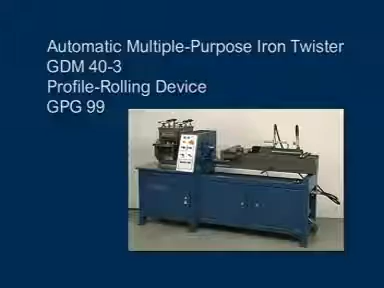 Automatic Multiple-Purpose Iron Twister
GDM 40-3
Profile-Rolling Device
GPG 99